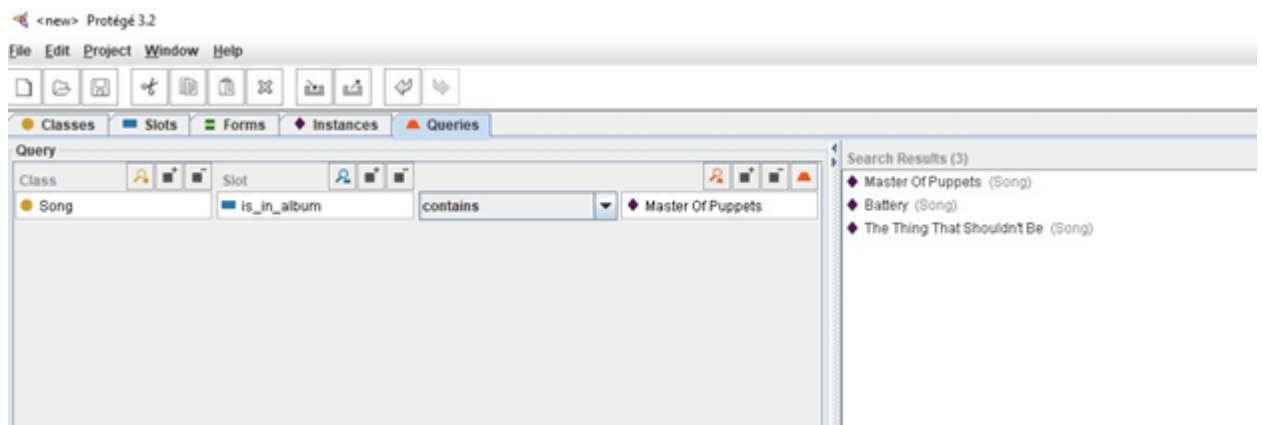 <new> Protégé 3.2
File Edit Project Window Help
Classes Slots Forms Instances Queries
Query
Class Slot
Song is_in_album contains Master Of Puppets
Search Results (3)
Master Of Puppets (Song)
Battery (Song)
The Thing That Shouldn't Be (Song)